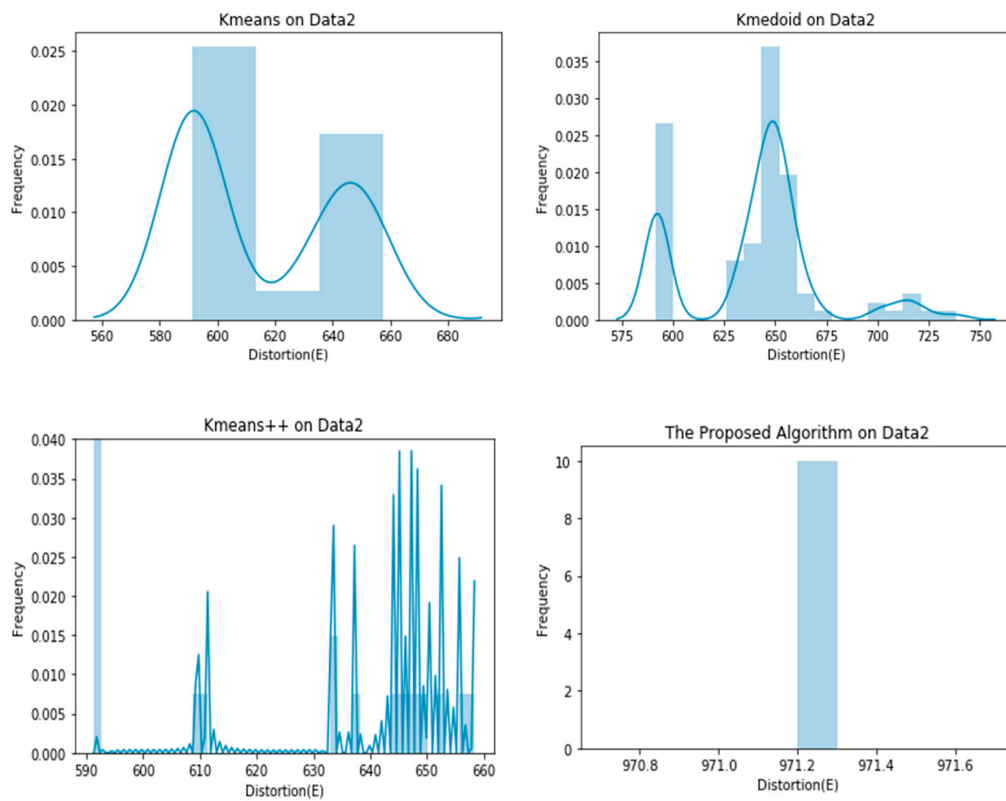 Kmeans on Data2
0.025
0.020
0.015
0.010
0.005
0.000
Frequency
560 580 600 620 640 660 680
Distortion(E)
Kmedoid on Data2
0.035
0.030
0.025
0.020
0.015
0.010
0.005
0.000
Frequency
575 600 625 650 675 700 725 750
Distortion(E)
Kmeans++ on Data2
0.040
0.035
0.030
0.025
0.020
0.015
0.010
0.005
0.000
Frequency
590 600 610 620 630 640 650 660
Distortion(E)
The Proposed Algorithm on Data2
10
8
6
4
2
0
Frequency
970.8 971.0 971.2 971.4 971.6
Distortion(E)